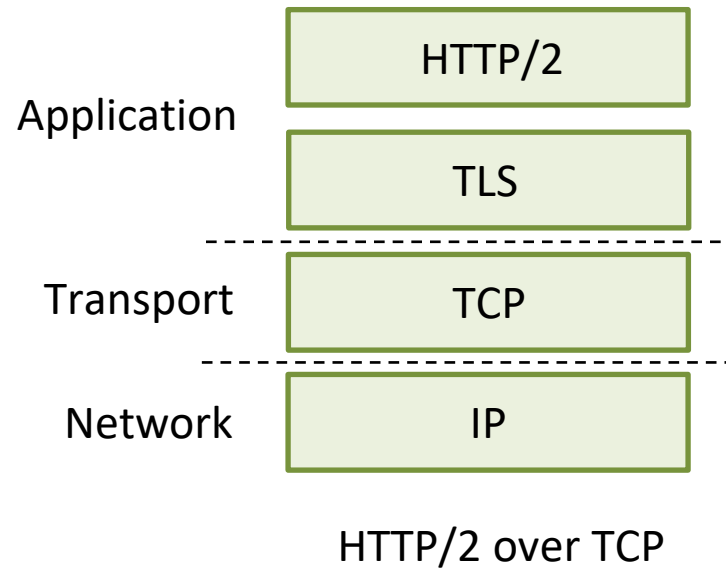 HTTP/2
Application
TLS
Transport
TCP
Network
IP
HTTP/2 over TCP